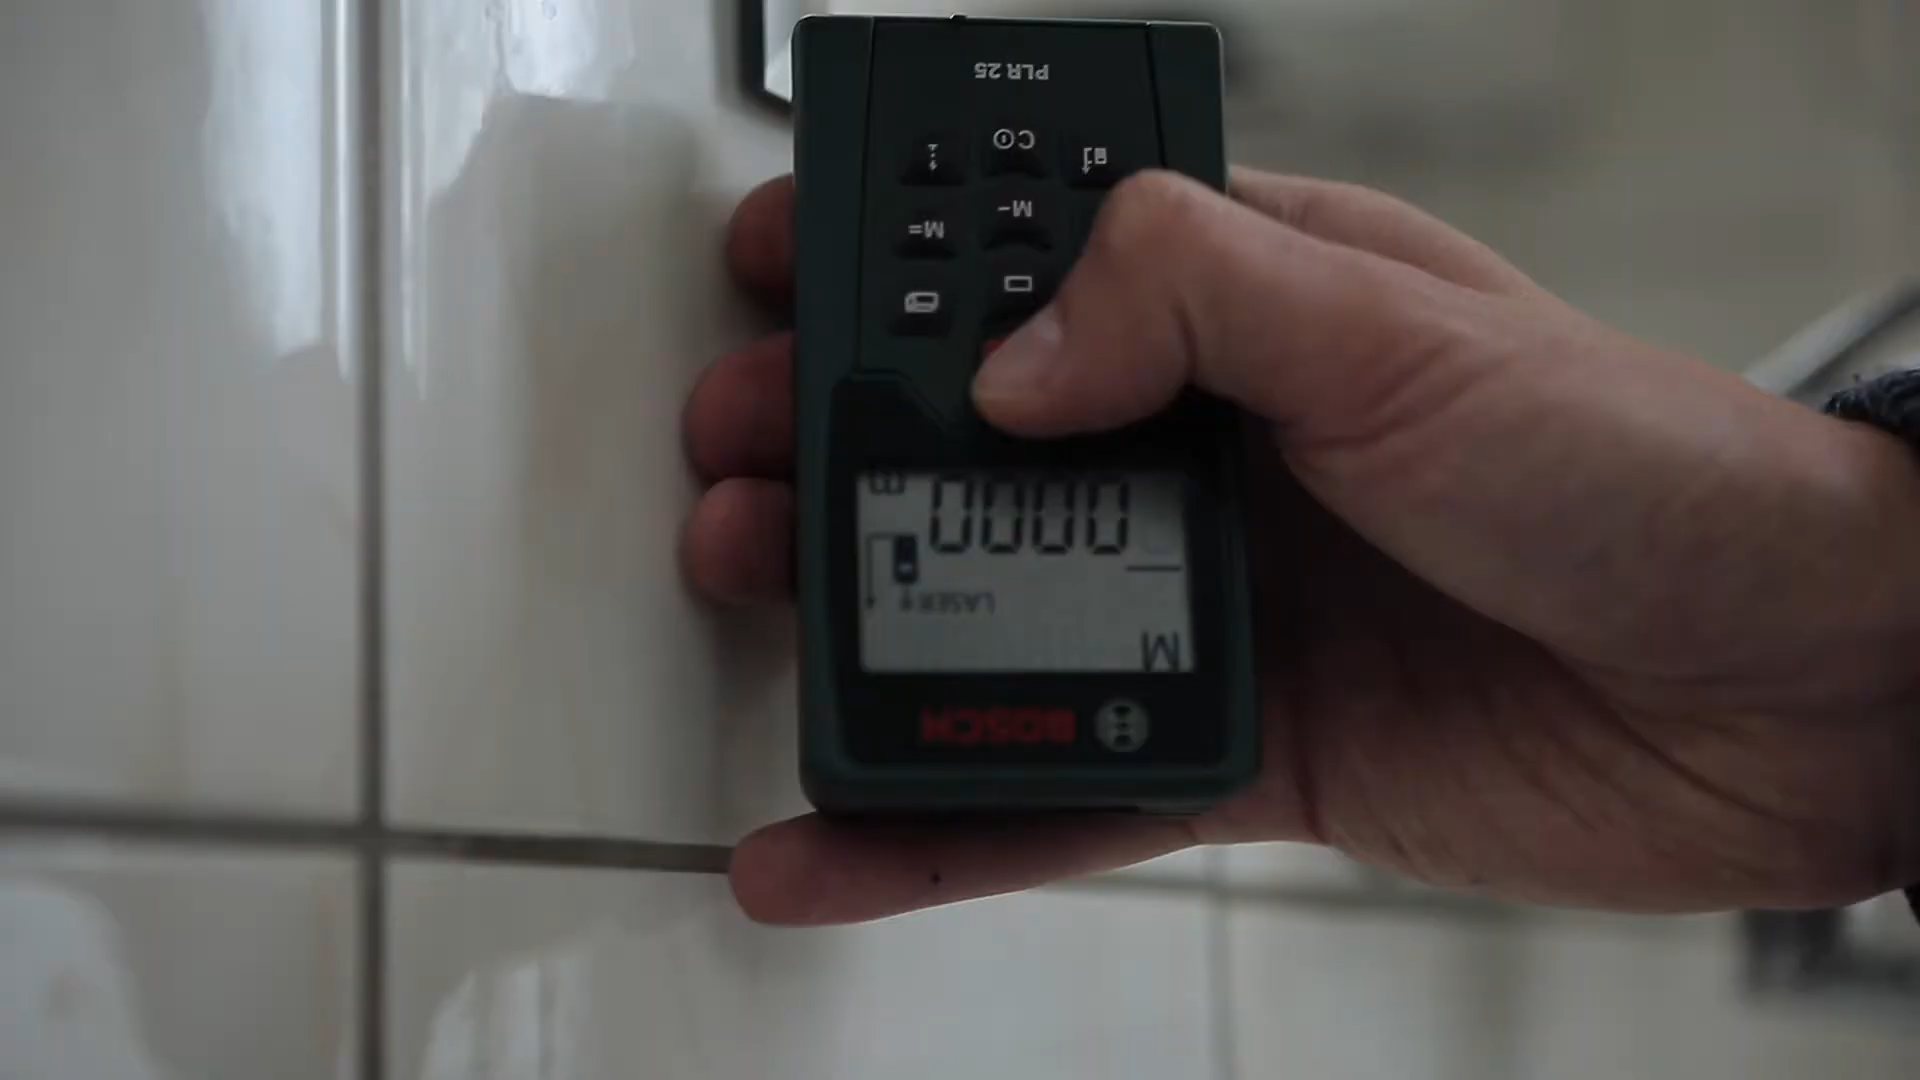 BOSCH
M
LASER
0000
M=
M-
C
PLR 25